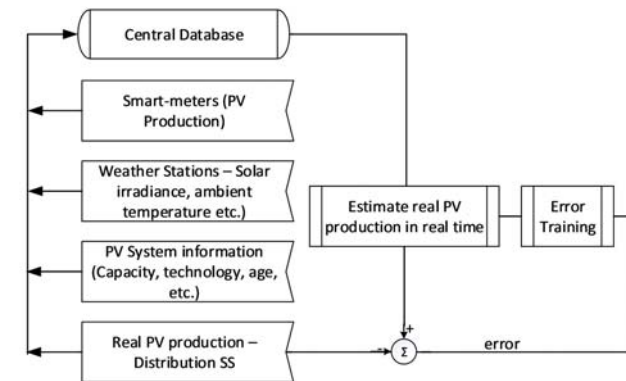 Central Database
Smart-meters (PV
Production)
Weather Stations – Solar
irradiance, ambient
temperature etc.)
Estimate real PV
production in real time
Error
Training
PV System information
(Capacity, technology, age,
etc.)
Real PV production –
Distribution SS
+
-
Σ
error